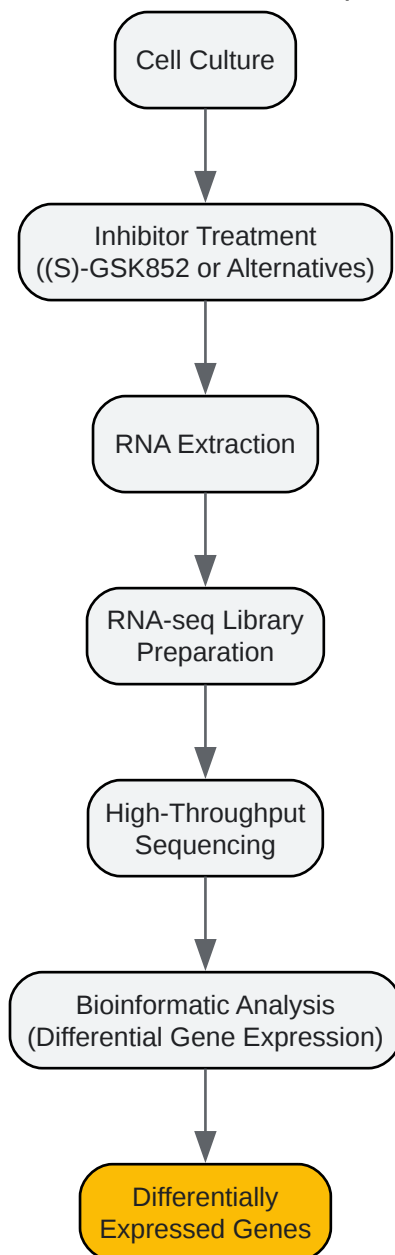 Cell Culture
Inhibitor Treatment
((S)-GSK852 or Alternatives)
RNA Extraction
RNA-seq Library
Preparation
High-Throughput
Sequencing
Bioinformatic Analysis
(Differential Gene Expression)
Differentially
Expressed Genes